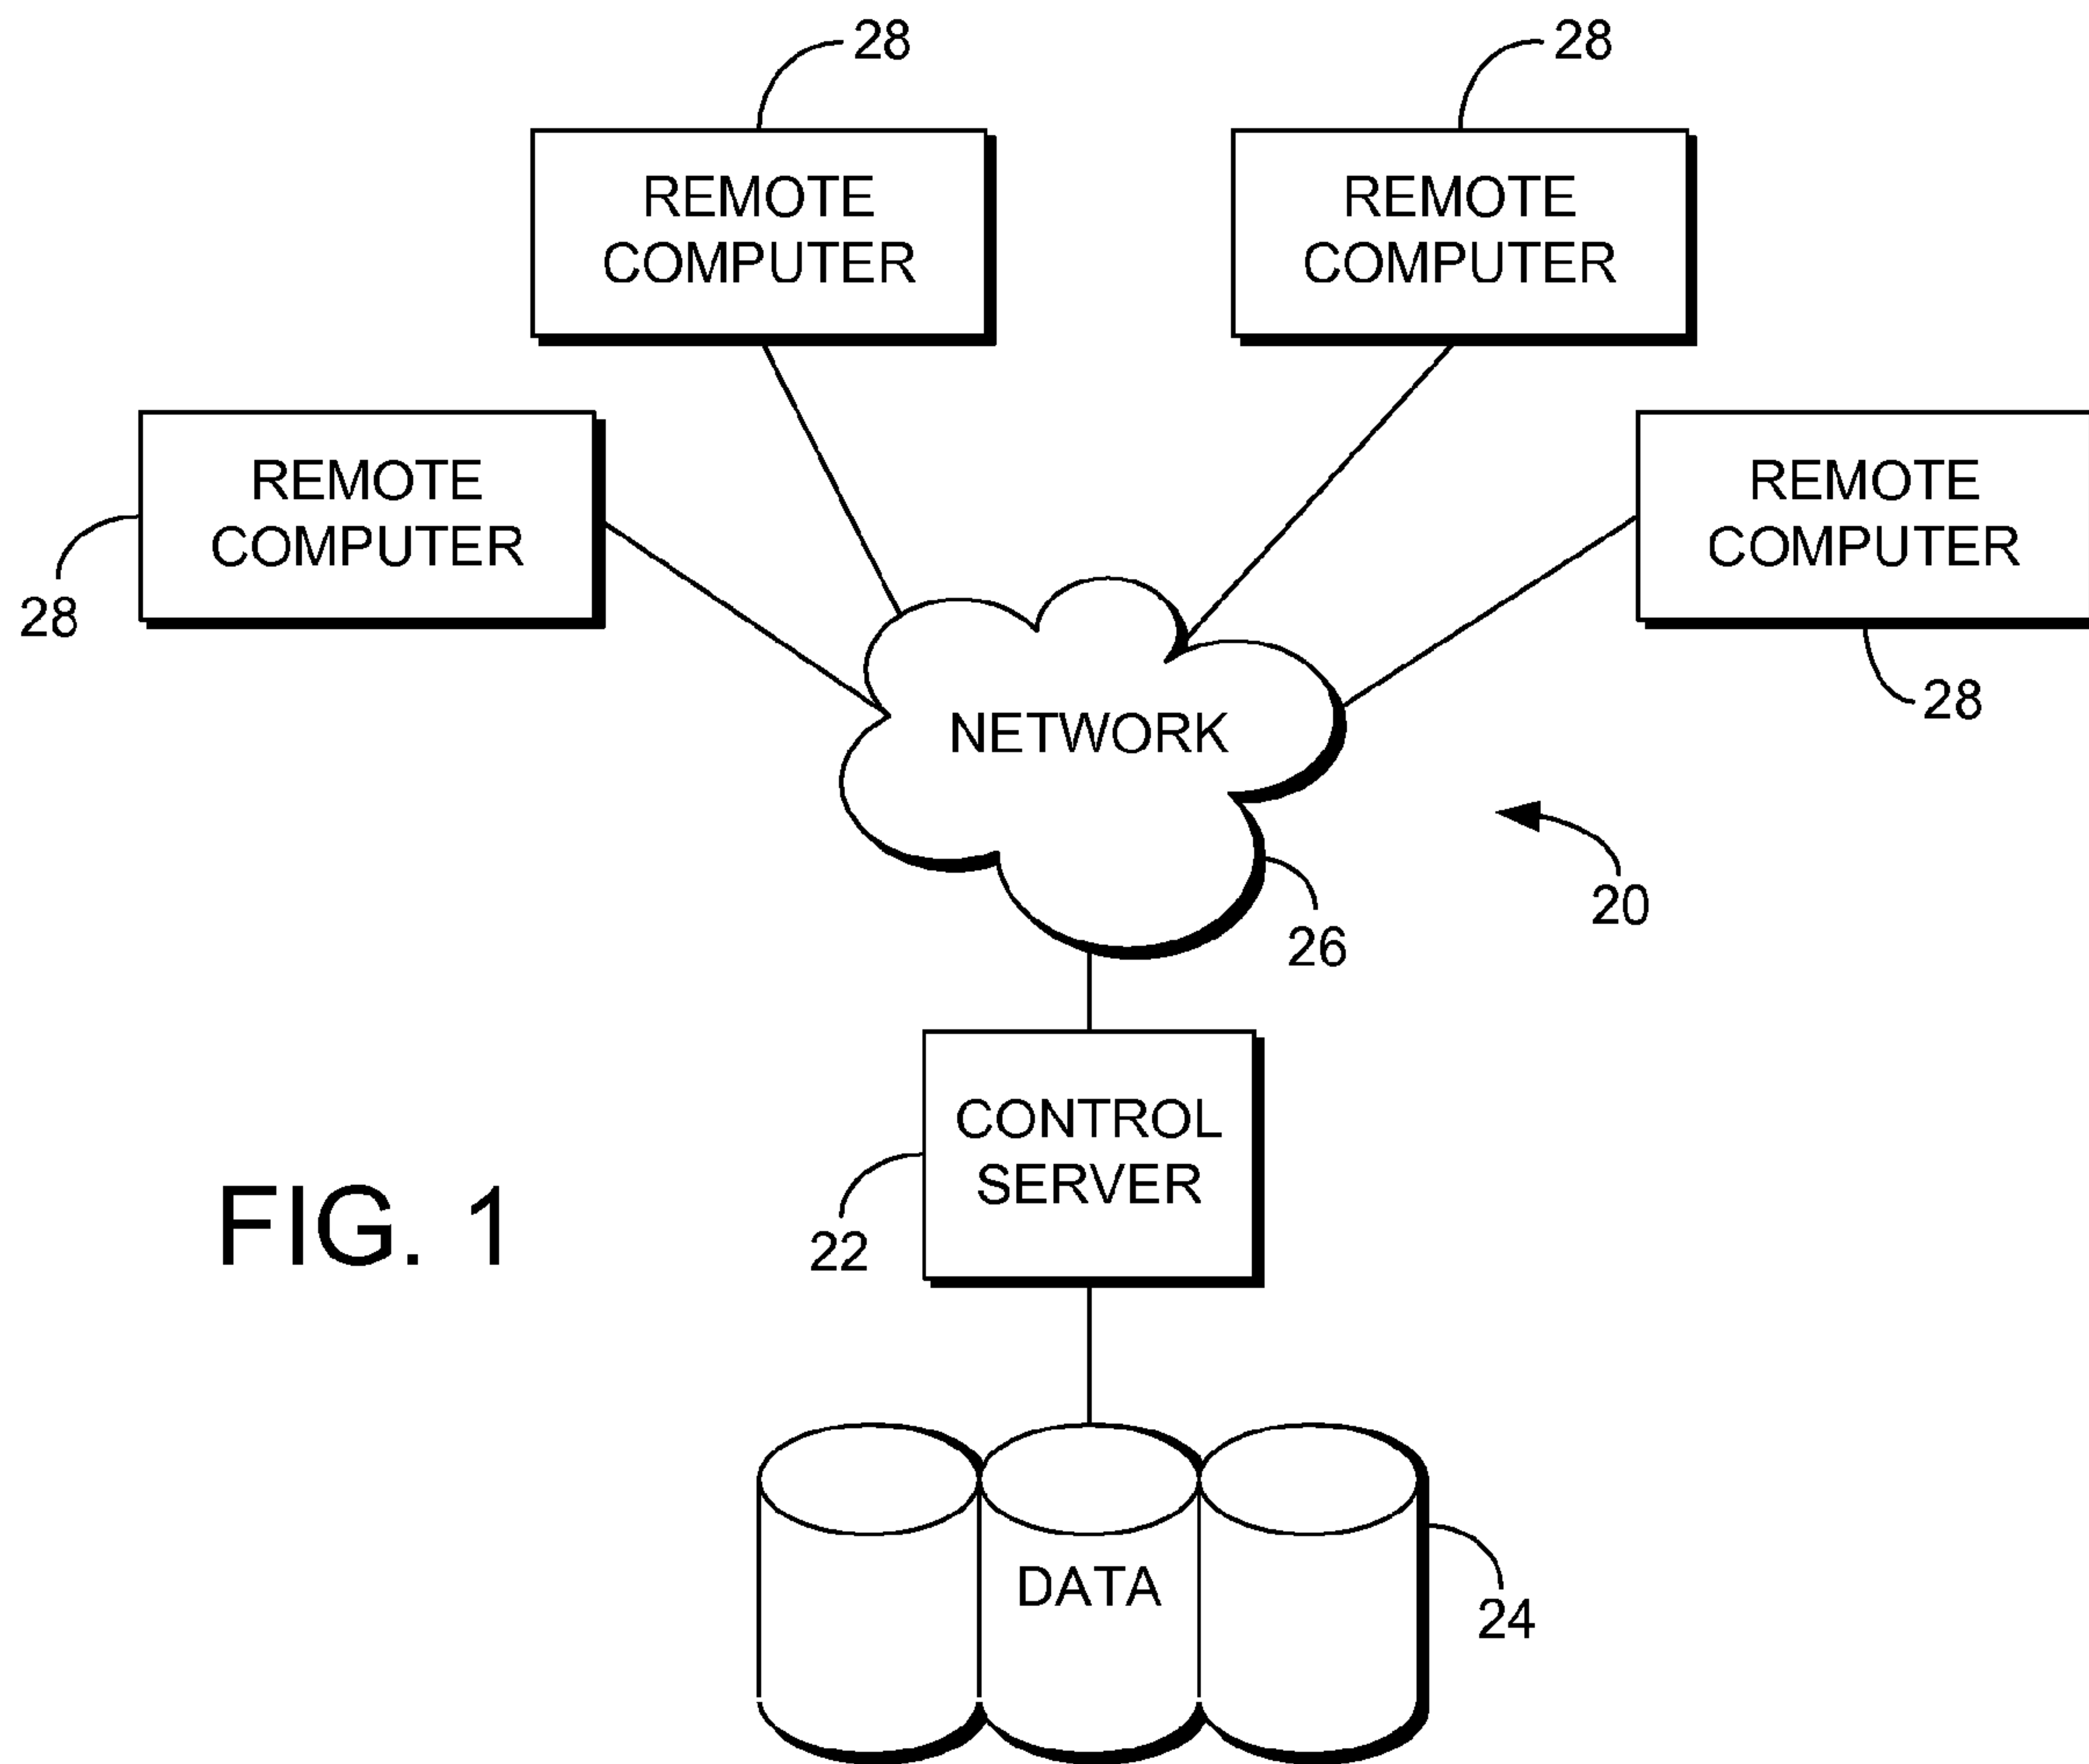 28
28
REMOTE
COMPUTER
REMOTE
COMPUTER
REMOTE
COMPUTER
REMOTE
COMPUTER
28
28
NETWORK
20
26
CONTROL
SERVER
22
FIG. 1
DATA
24